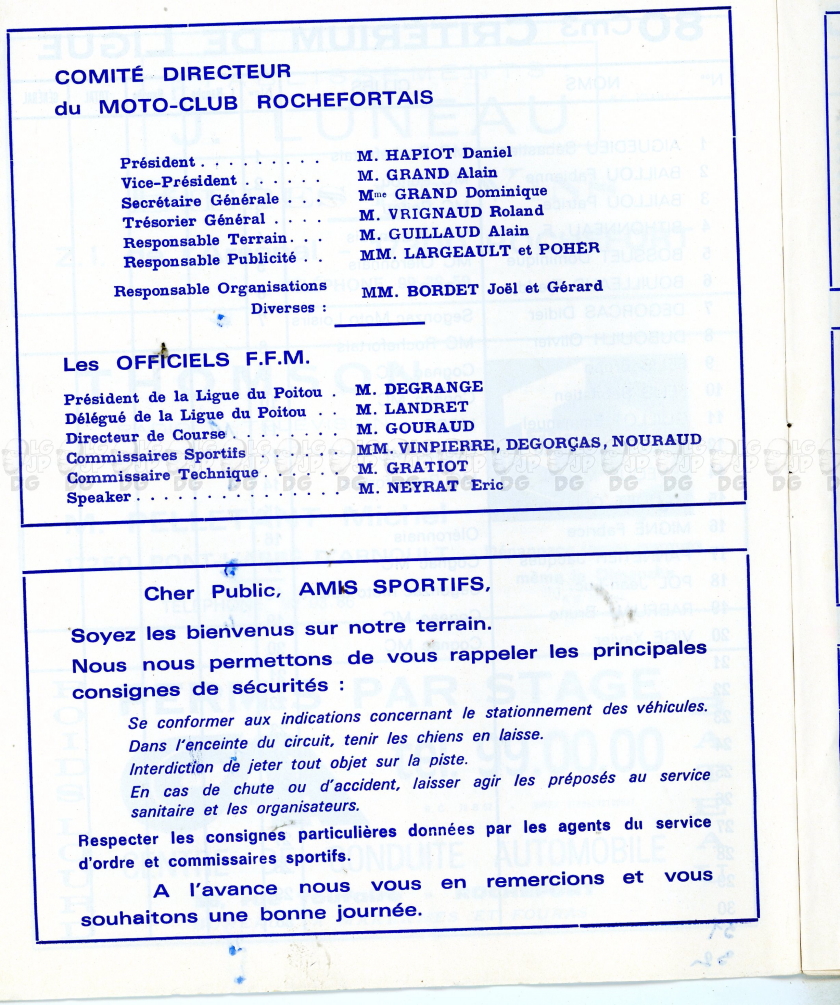 COMITÉ DIRECTEUR
du MOTO-CLUB ROCHEFORTAIS
Président . . . . . . . . . M. HAPIOT Daniel
Vice-Président . . . . . . M. GRAND Alain
Secrétaire Générale . . . Mme GRAND Dominique
Trésorier Général . . . . M. VRIGNAUD Roland
Responsable Terrain. . . M. GUILLAUD Alain
Responsable Publicité . . MM. LARGEAULT et POHER
Responsable Organisations
Diverses : MM. BORDET Joël et Gérard
Les OFFICIELS F.F.M.
Président de la Ligue du Poitou . M. DEGRANGE
Délégué de la Ligue du Poitou . . M. LANDRET
Directeur de Course . . . . . . . . M. GOURAUD
Commissaires Sportifs . . . . . . MM. VINPIERRE, DEGORÇAS, NOURAUD
Commissaire Technique . . . . . . M. GRATIOT
Speaker . . . . . . . . . . . . . . . M. NEYRAT Eric
Cher Public, AMIS SPORTIFS,
Soyez les bienvenus sur notre terrain.
Nous nous permettons de vous rappeler les principales
consignes de sécurités :
Se conformer aux indications concernant le stationnement des véhicules.
Dans l'enceinte du circuit, tenir les chiens en laisse.
Interdiction de jeter tout objet sur la piste.
En cas de chute ou d'accident, laisser agir les préposés au service
sanitaire et les organisateurs.
Respecter les consignes particulières données par les agents du service
d'ordre et commissaires sportifs.
A l'avance nous vous en remercions et vous
souhaitons une bonne journée.